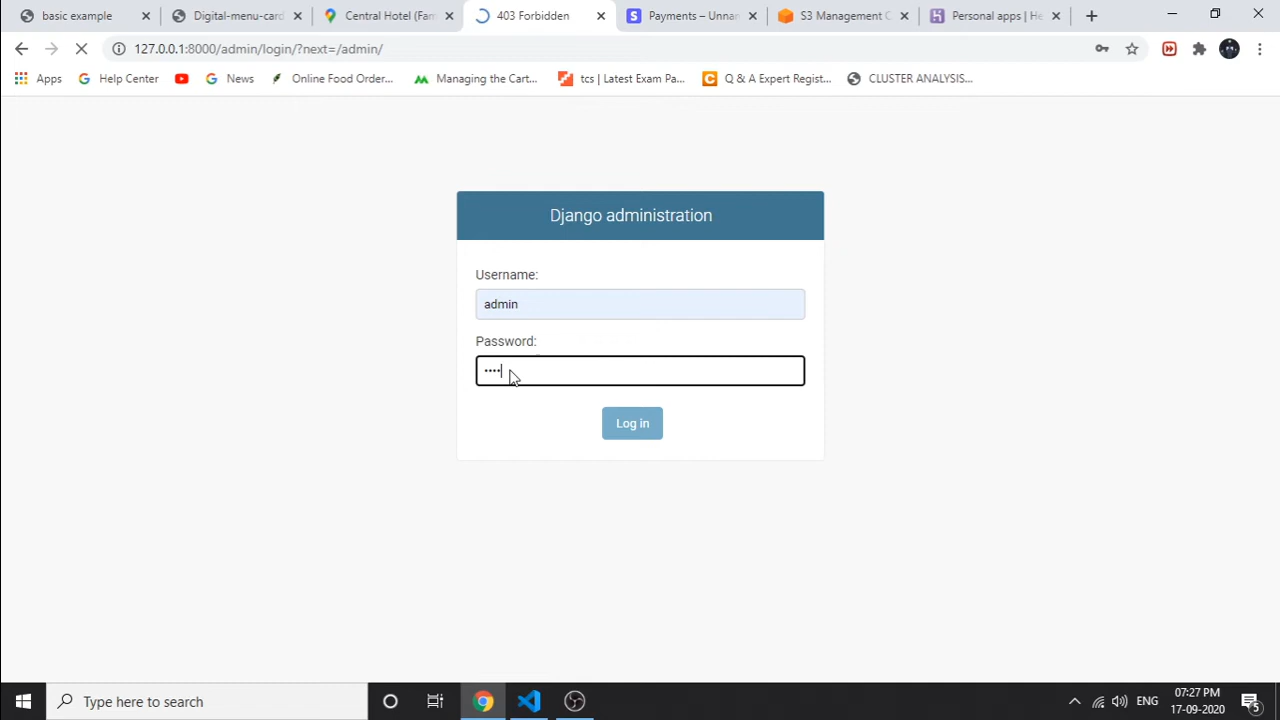 basic example
Digital-menu-card
Central Hotel (Fam
403 Forbidden
Payments – Unnan
S3 Management C
Personal apps | He
127.0.0.1:8000/admin/login/?next=/admin/
Apps
Help Center
News
Online Food Order...
Managing the Cart...
tcs | Latest Exam Pa...
Q & A Expert Regist...
CLUSTER ANALYSIS...
Django administration
Username:
admin
Password:
••••
Log in
Type here to search
ENG
07:27 PM
17-09-2020
5